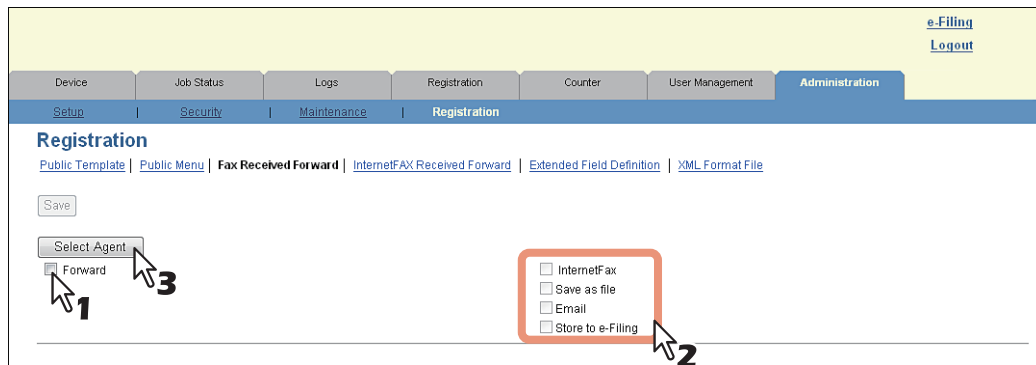 e-Filing
Logout
Device Job Status Logs Registration Counter User Management Administration
Setup | Security | Maintenance | Registration
Registration
Public Template | Public Menu | Fax Received Forward | InternetFAX Received Forward | Extended Field Definition | XML Format File
Save
Select Agent
3
Forward
1
InternetFax
Save as file
Email
Store to e-Filing
2